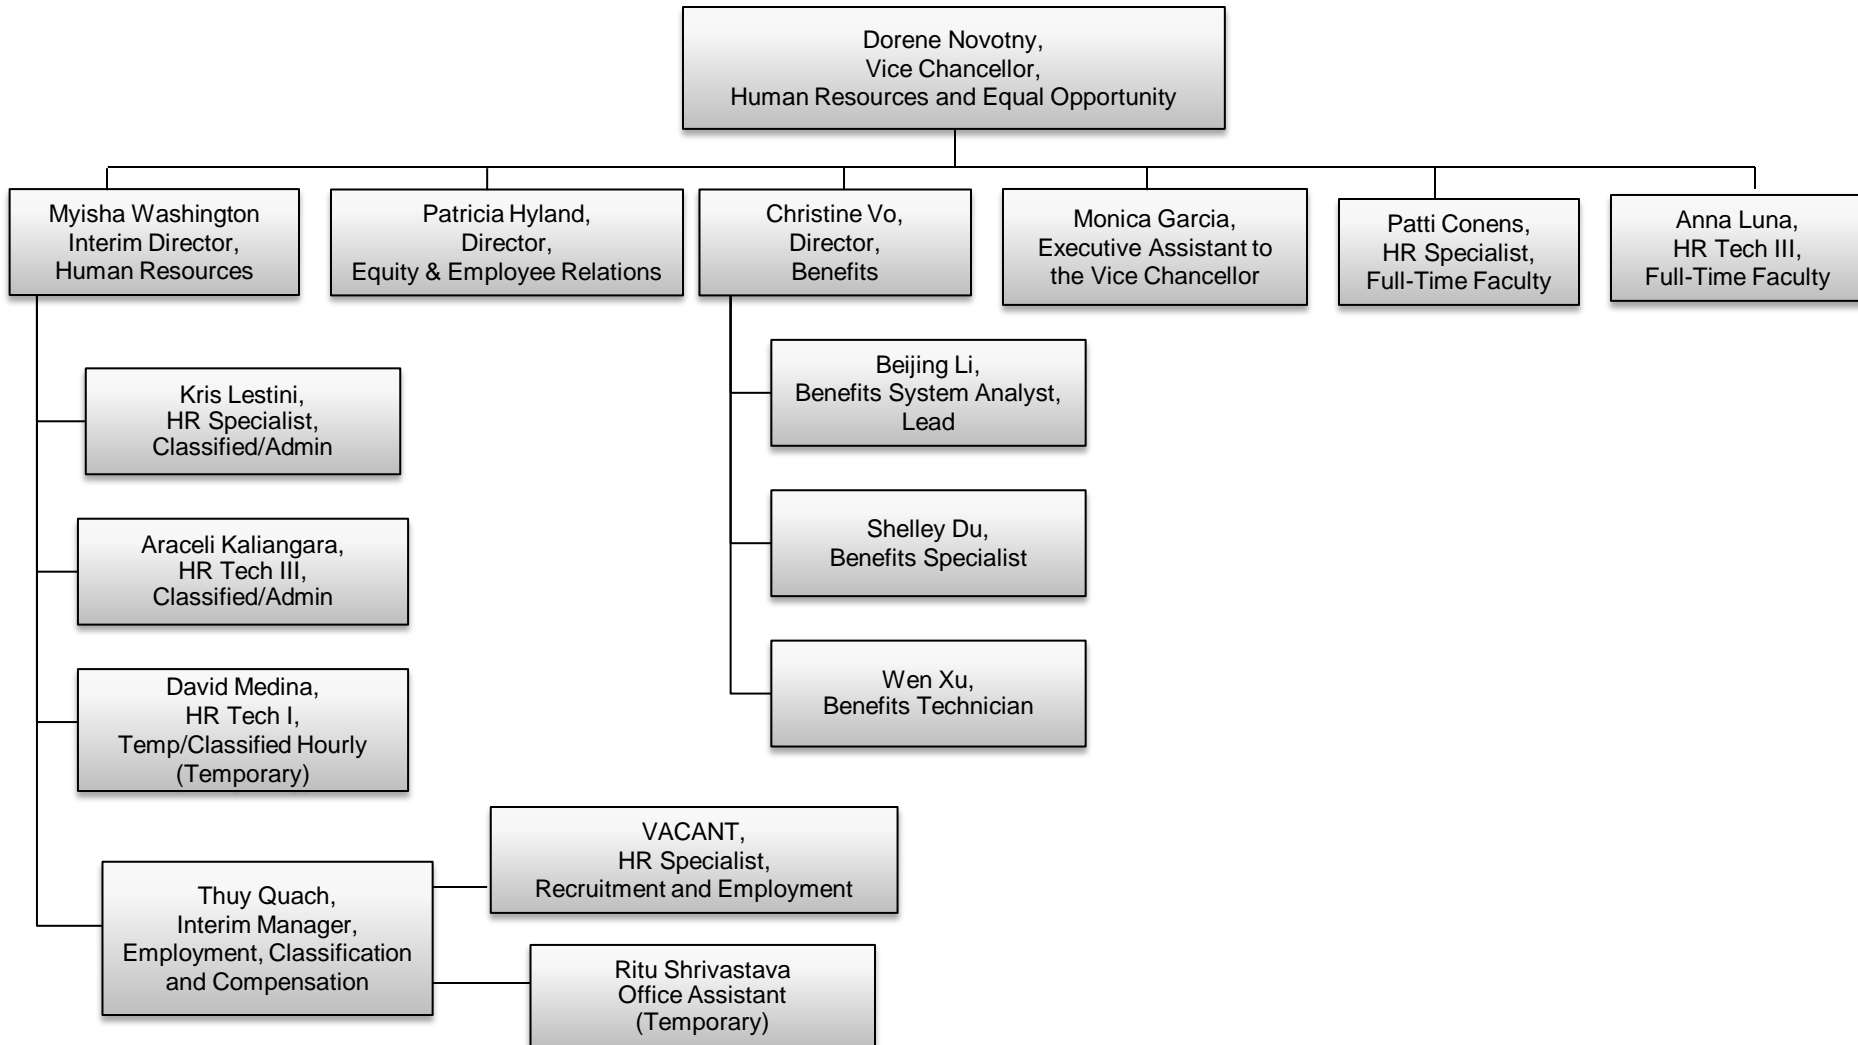 Dorene Novotny,
Vice Chancellor,
Human Resources and Equal Opportunity
Myisha Washington
Interim Director,
Human Resources
Patricia Hyland,
Director,
Equity & Employee Relations
Christine Vo,
Director,
Benefits
Monica Garcia,
Executive Assistant to
the Vice Chancellor
Patti Conens,
HR Specialist,
Full-Time Faculty
Anna Luna,
HR Tech III,
Full-Time Faculty
Kris Lestini,
HR Specialist,
Classified/Admin
Araceli Kaliangara,
HR Tech III,
Classified/Admin
David Medina,
HR Tech I,
Temp/Classified Hourly
(Temporary)
Thuy Quach,
Interim Manager,
Employment, Classification
and Compensation
VACANT,
HR Specialist,
Recruitment and Employment
Ritu Shrivastava
Office Assistant
(Temporary)
Beijing Li,
Benefits System Analyst,
Lead
Shelley Du,
Benefits Specialist
Wen Xu,
Benefits Technician